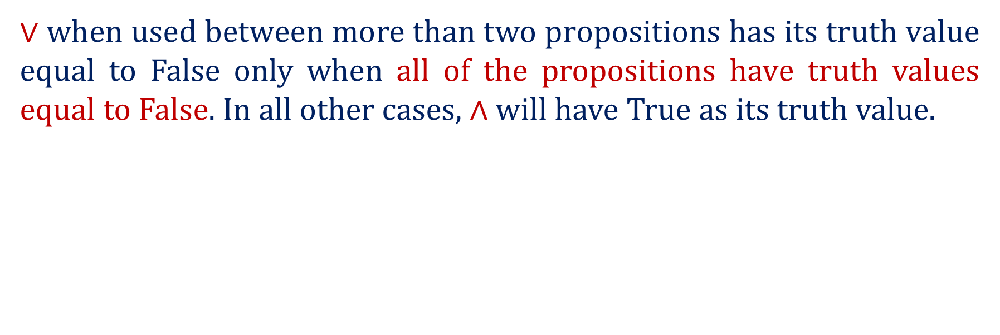 ∨ when used between more than two propositions has its truth value
equal to False only when all of the propositions have truth values
equal to False. In all other cases, ∧ will have True as its truth value.